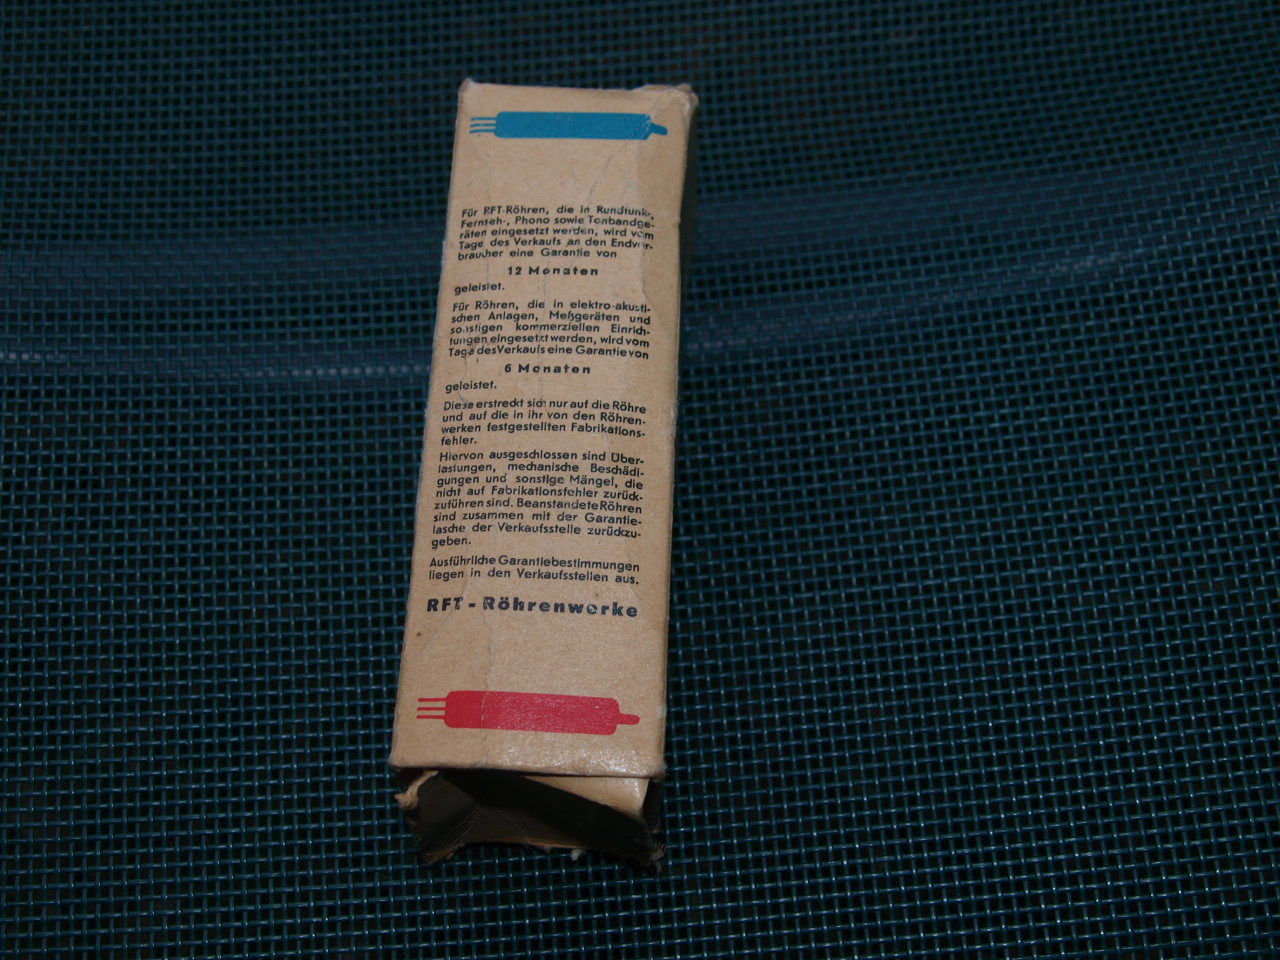 Für RFT-Röhren, die in Rundfunk-,
Fernseh-, Phono sowie Tonbandge-
räten eingesetzt werden, wird vom
Tage des Verkaufs an den Endver-
braucher eine Garantie von
12 Monaten
geleistet.
Für Röhren, die in elektro-akusti-
schen Anlagen, Meßgeräten und
sonstigen kommerziellen Einrich-
tungen eingesetzt werden, wird vom
Tage des Verkaufs eine Garantie von
6 Monaten
geleistet.
Diese erstreckt sich nur auf die Röhre
und auf die in ihr von den Röhren-
werken festgestellten Fabrikations-
fehler.
Hiervon ausgeschlossen sind Über-
lastungen, mechanische Beschädi-
gungen und sonstige Mängel, die
nicht auf Fabrikationsfehler zurück-
zuführen sind. Beanstandete Röhren
sind zusammen mit der Garantie-
lasche der Verkaufsstelle zurückzu-
geben.
Ausführliche Garantiebestimmungen
liegen in den Verkaufsstellen aus.
RFT - Röhrenwerke